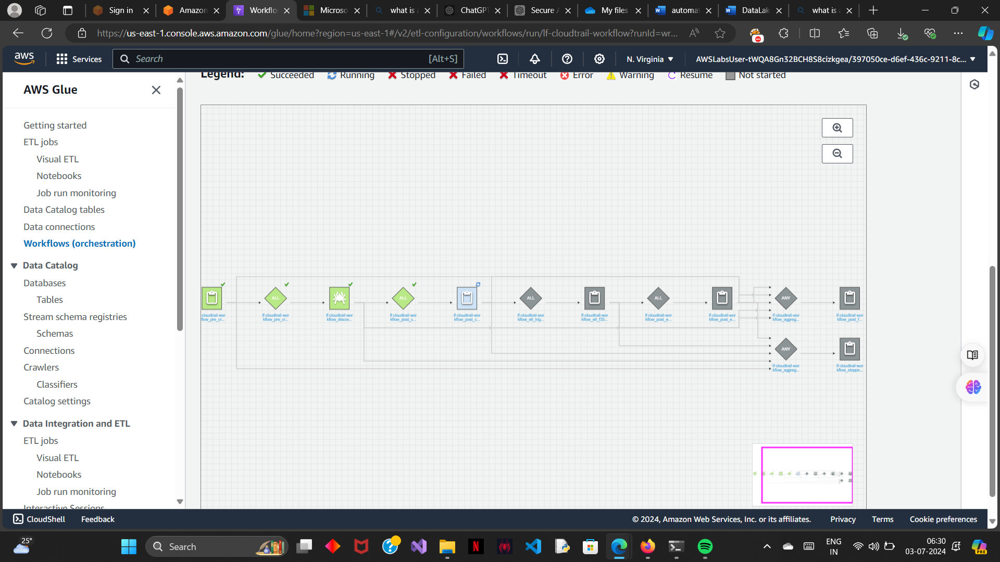 Sign in
Amazon
Workflo
Microso
what is a
ChatGPT
Secure A
My files
automat
DataLak
what is a
https://us-east-1.console.aws.amazon.com/glue/home?region=us-east-1#/v2/etl-configuration/workflows/run/lf-cloudtrail-workflow?runId=wr...
aws
Services
Search
[Alt+S]
N. Virginia
AWSLabsUser-tWQA8Gn32BCH8S8cizkgea/397050ce-d6ef-436c-9211-8c...
AWS Glue
Getting started
ETL jobs
Visual ETL
Notebooks
Job run monitoring
Data Catalog tables
Data connections
Workflows (orchestration)
Data Catalog
Databases
Tables
Stream schema registries
Schemas
Connections
Crawlers
Classifiers
Catalog settings
Data Integration and ETL
ETL jobs
Visual ETL
Notebooks
Job run monitoring
Interactive Sessions
Legend: Succeeded Running Stopped Failed Timeout Error Warning Resume Not started
-cloudtrail-wor
kflow_pre_cr...
ALL
lf-cloudtrail-wor
kflow_pre_cr...
lf-cloudtrail-wor
kflow_discov...
ALL
lf-cloudtrail-wor
kflow_post_c...
lf-cloudtrail-wor
kflow_post_c...
ALL
lf-cloudtrail-wor
kflow_etl_trig...
lf-cloudtrail-wor
kflow_etl_f33...
ALL
lf-cloudtrail-wor
kflow_post_e...
lf-cloudtrail-wor
kflow_post_e...
ANY
lf-cloudtrail-wor
kflow_aggreg...
lf-cloudtrail-wor
kflow_post_f...
ANY
lf-cloudtrail-wor
kflow_aggreg...
lf-cloudtrail-wor
kflow_stoppe...
CloudShell
Feedback
© 2024, Amazon Web Services, Inc. or its affiliates.
Privacy
Terms
Cookie preferences
25°
Search
ENG
IN
06:30
03-07-2024
PRE